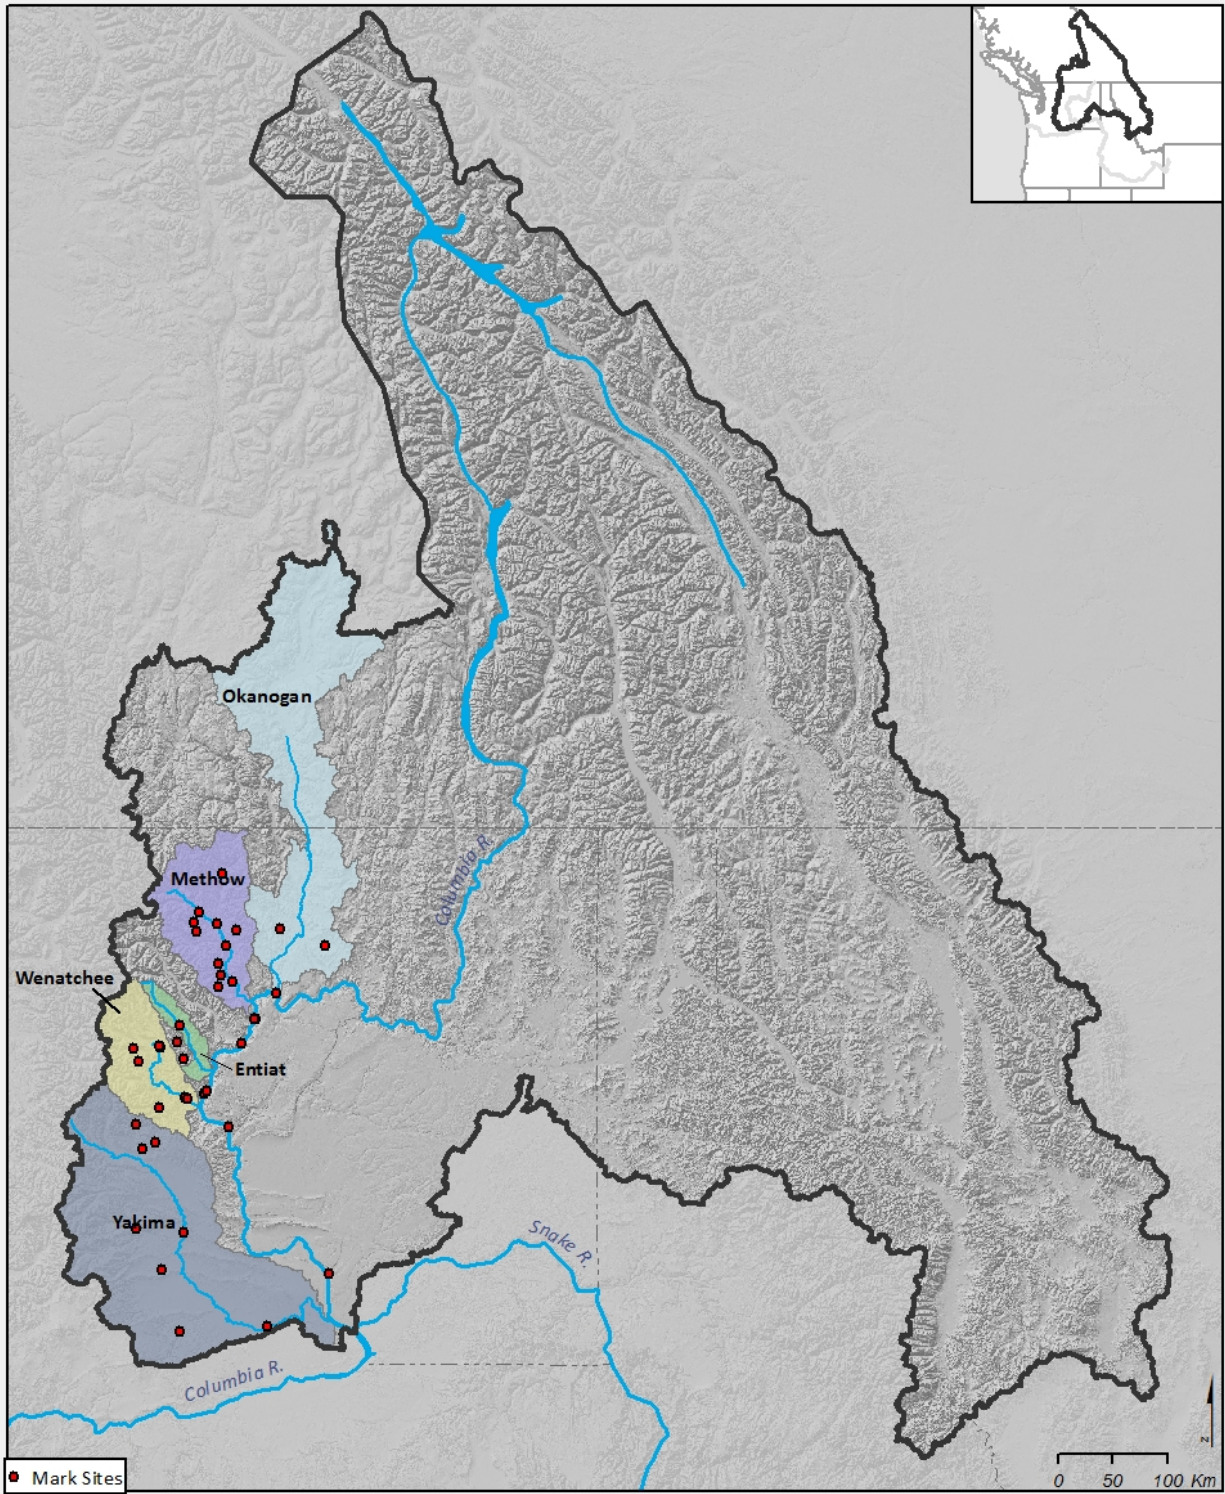 Okanogan
Columbia R.
Methow
Wenatchee
Entiat
Yakima
Snake R.
Columbia R.
N
Mark Sites
0 50 100 Km